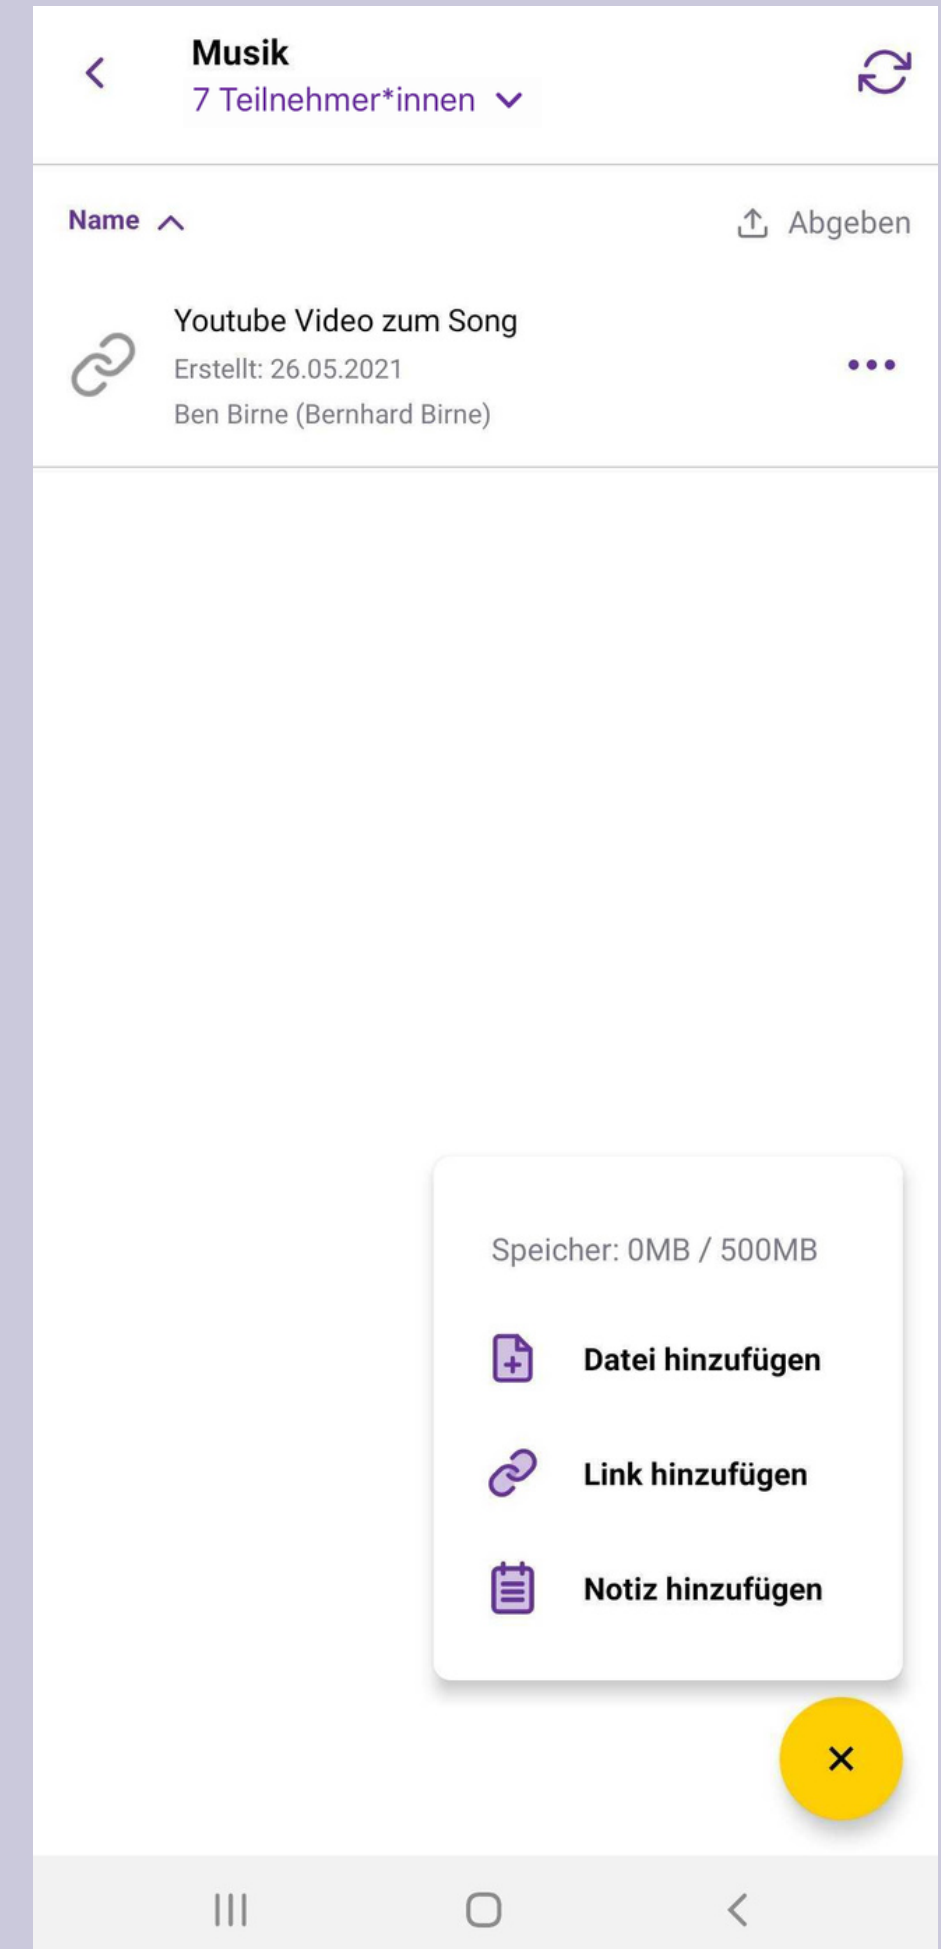 Musik
7 Teilnehmer*innen
Name
Abgeben
Youtube Video zum Song
Erstellt: 26.05.2021
Ben Birne (Bernhard Birne)
Speicher: 0MB / 500MB
Datei hinzufügen
Link hinzufügen
Notiz hinzufügen